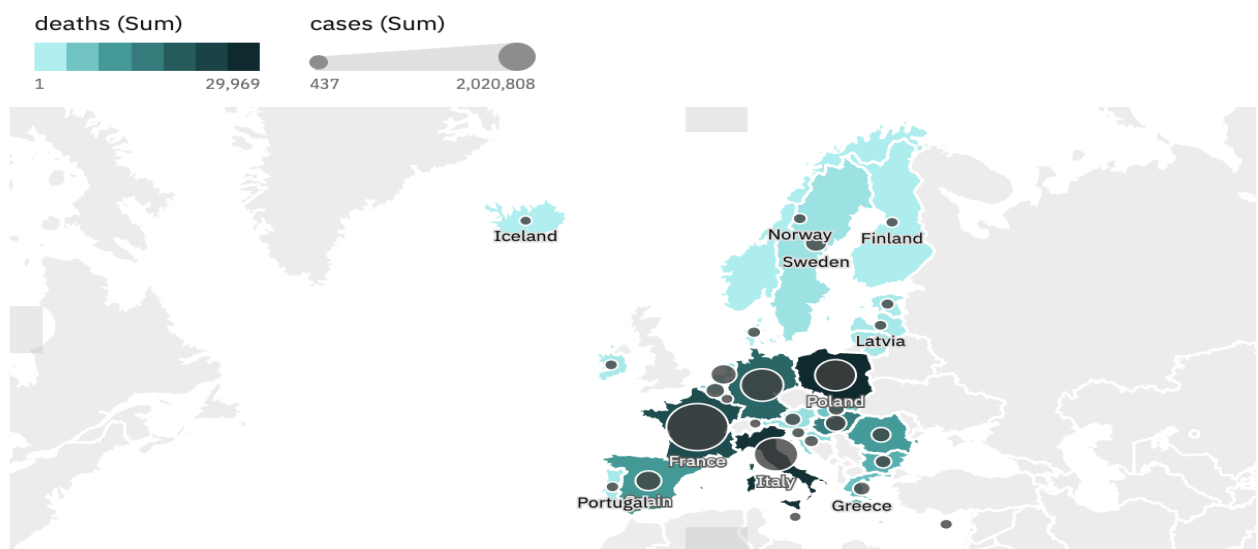 deaths (Sum)
cases (Sum)
1
29,969
437
2,020,808
Iceland
Norway
Finland
Sweden
Latvia
Poland
France
Italy
Portugal
Greece